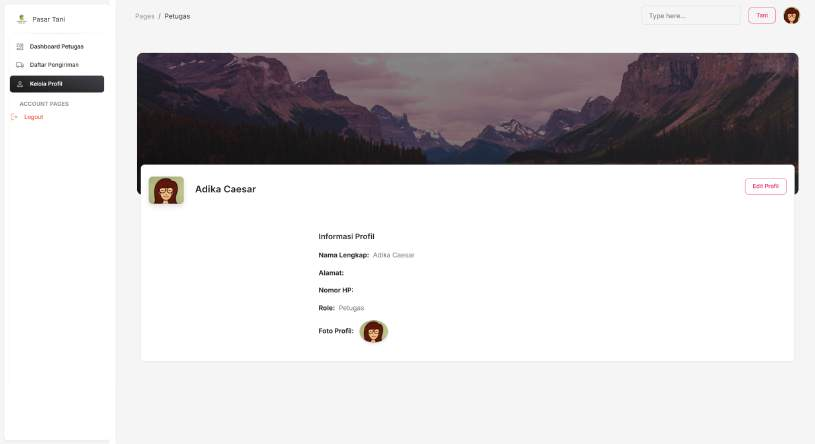 Pasar Tani
Dashboard Petugas
Daftar Pengiriman
Kelola Profil
ACCOUNT PAGES
Logout
Pages / Petugas
Type here...
Tani
Adika Caesar
Edit Profil
Informasi Profil
Nama Lengkap: Adika Caesar
Alamat:
Nomor HP:
Role: Petugas
Foto Profil: